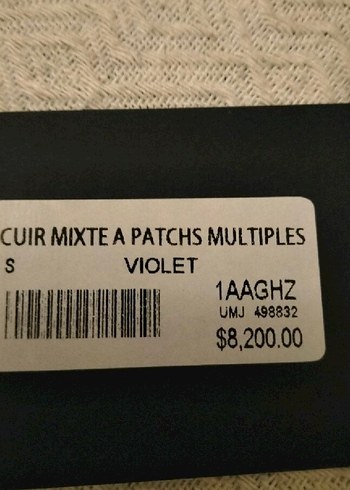 CUIR MIXTE A PATCHS MULTIPLES
S VIOLET
1AAGHZ
UMJ 498832
$8,200.00